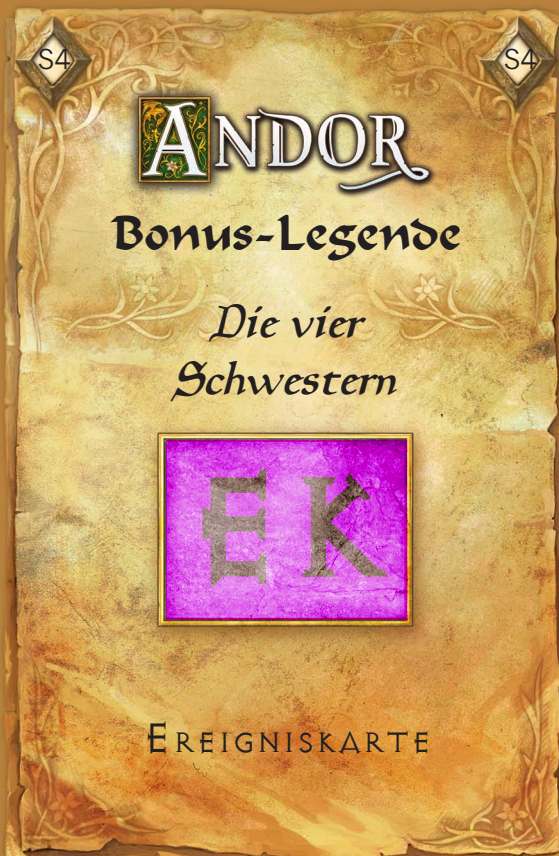 S4 S4
ANDOR
Bonus-Legende
Die vier
Schwestern
EK
EREIGNISKARTE